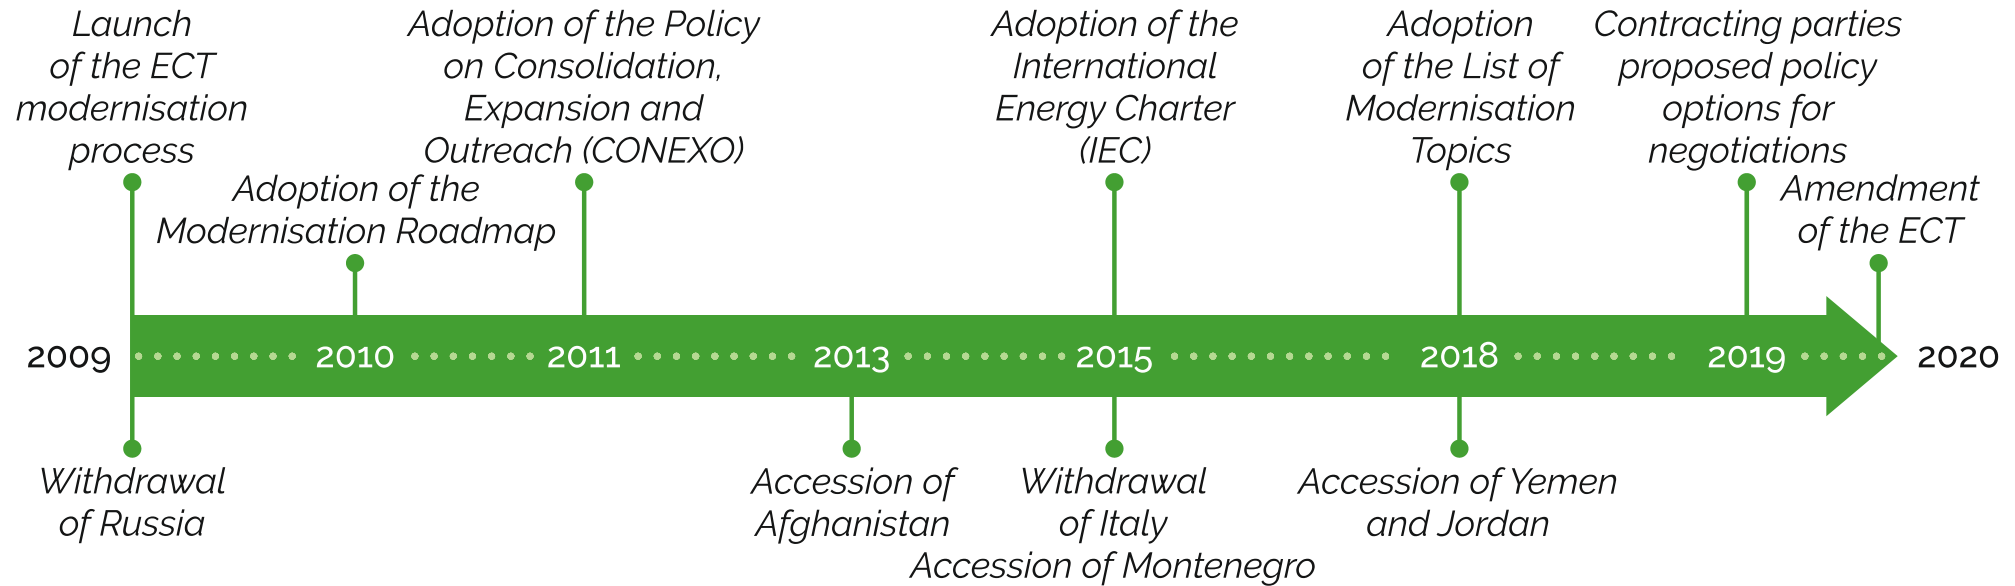 Launch
of the ECT
modernisation
process
Adoption of the
Modernisation Roadmap
Adoption of the Policy
on Consolidation,
Expansion and
Outreach (CONEXO)
Adoption of the
International
Energy Charter
(IEC)
Adoption
of the List of
Modernisation
Topics
Contracting parties
proposed policy
options for
negotiations
Amendment
of the ECT
2009 2010 2011 2013 2015 2018 2019 2020
Withdrawal
of Russia
Accession of
Afghanistan
Withdrawal
of Italy
Accession of Montenegro
Accession of Yemen
and Jordan